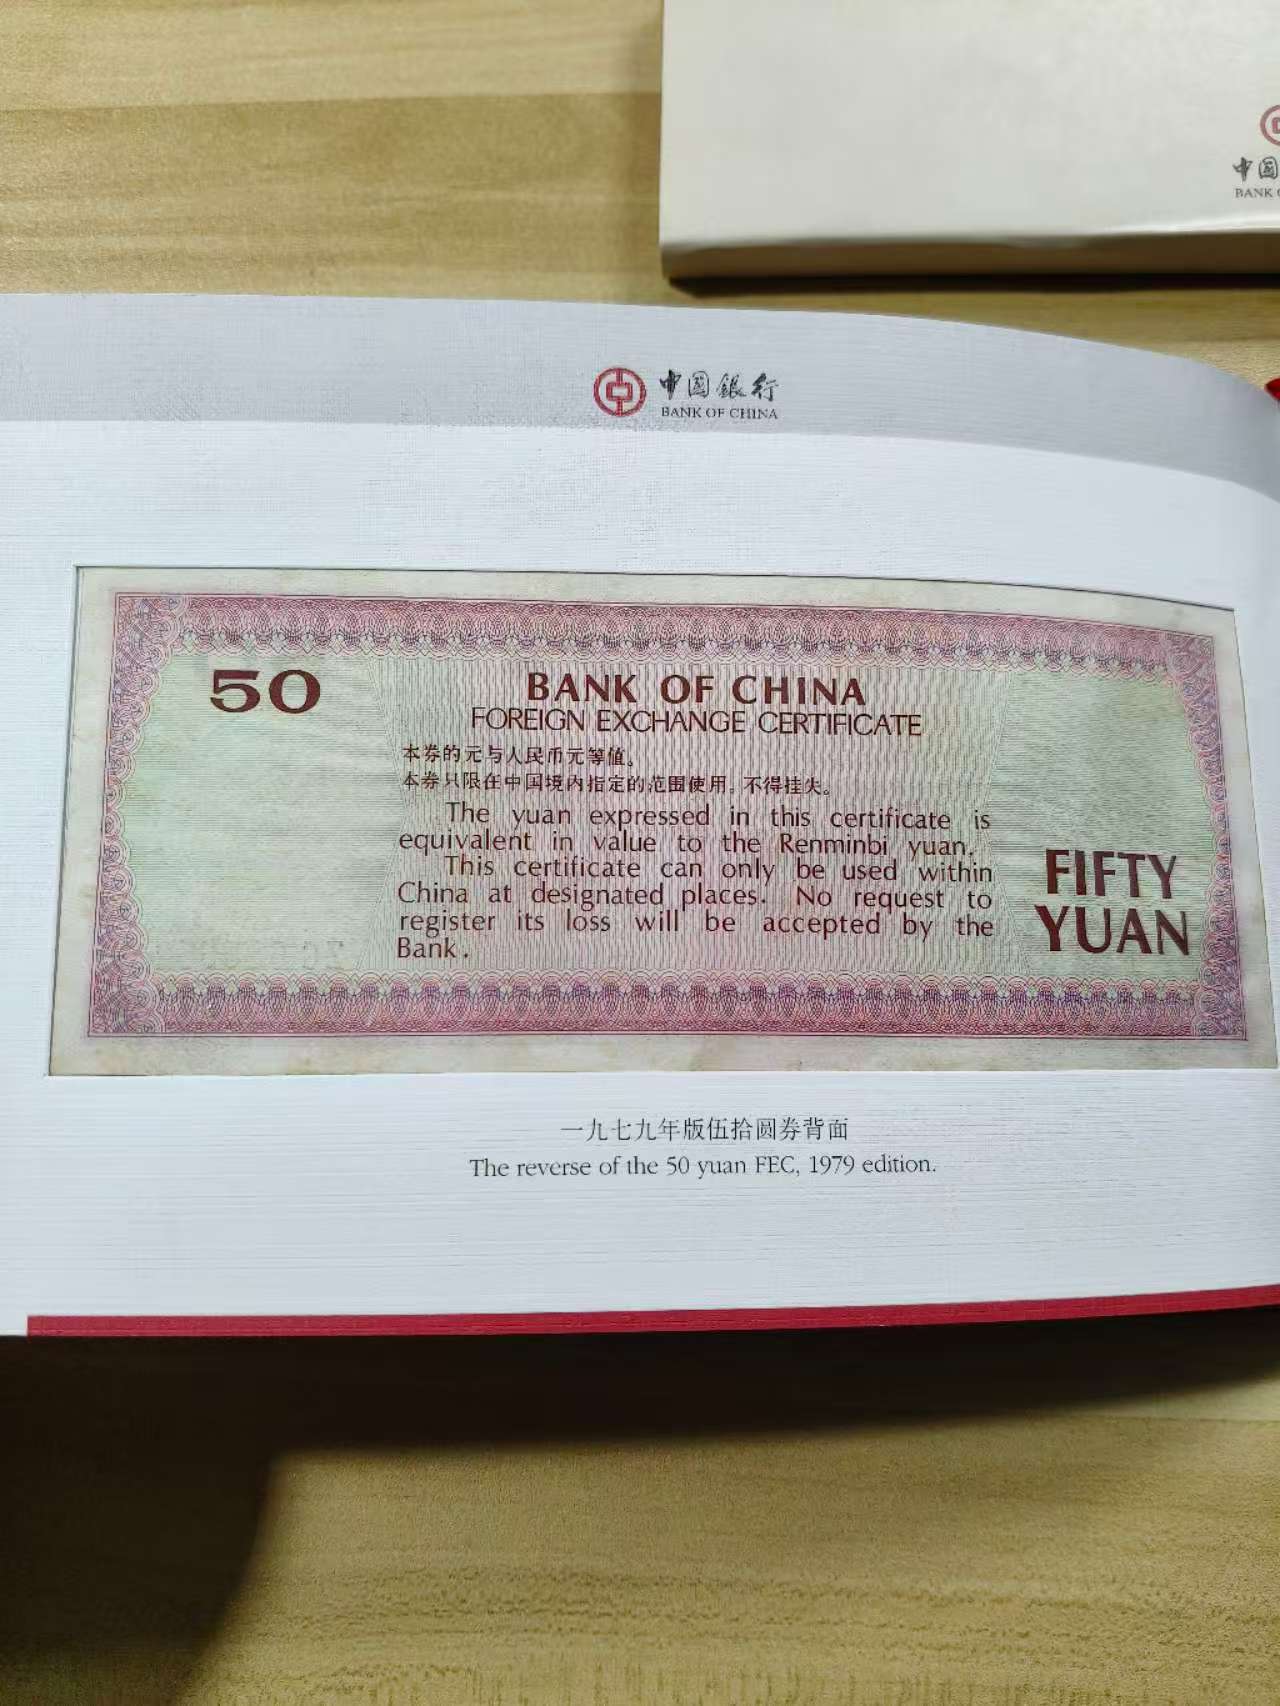 中国
BANK
中国銀行
BANK OF CHINA
50
BANK OF CHINA
FOREIGN EXCHANGE CERTIFICATE
本券的元与人民币元等值。
本券只限在中国境内指定的范围使用，不得挂失。
The yuan expressed in this certificate is
equivalent in value to the Renminbi yuan.
This certificate can only be used within
China at designated places. No request to
register its loss will be accepted by the
Bank.
FIFTY
YUAN
一九七九年版伍拾圆券背面
The reverse of the 50 yuan FEC, 1979 edition.